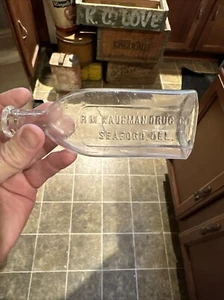 K.C LOVE
R.W. KAUFMAN DRUG CO
SEAFORD DEL.